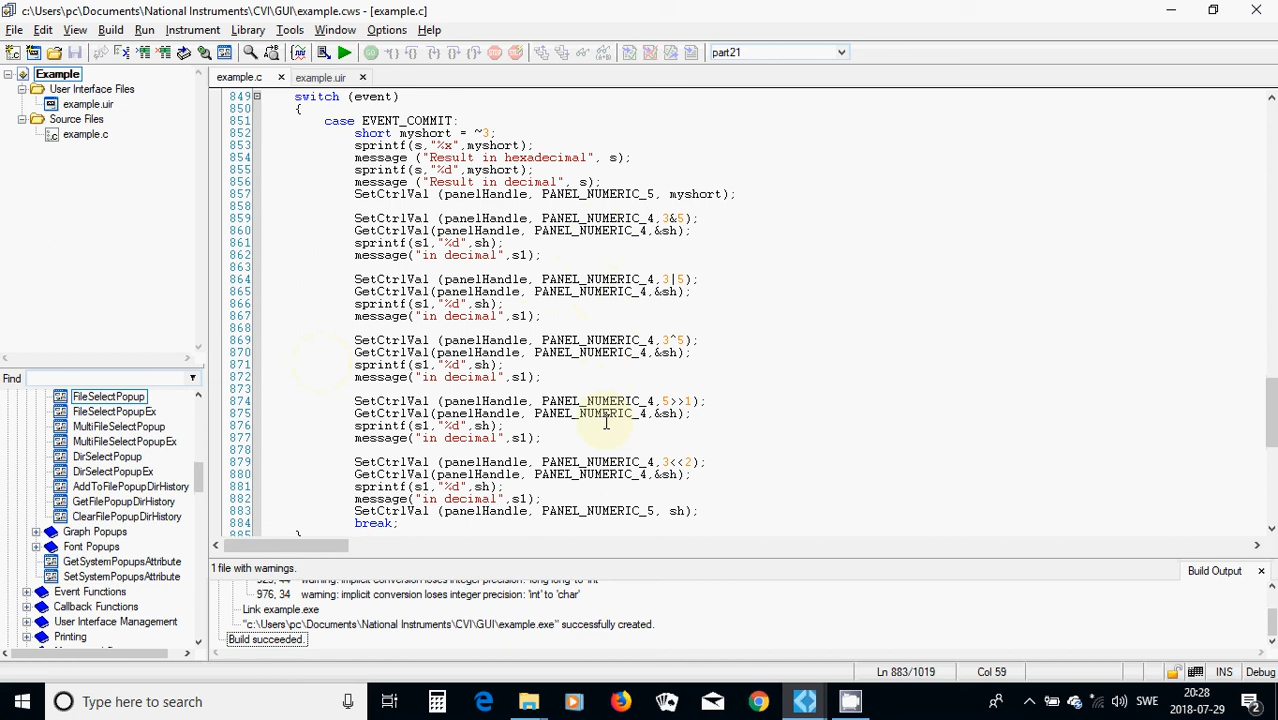 c:\Users\pc\Documents\National Instruments\CVI\GUI\example.cws - [example.c]
File Edit View Build Run Instrument Library Tools Window Options Help
part21
Example
User Interface Files
example.uir
Source Files
example.c
Find
FileSelectPopup
FileSelectPopupEx
MultiFileSelectPopup
MultiFileSelectPopupEx
DirSelectPopup
DirSelectPopupEx
AddToFilePopupDirHistory
GetFilePopupDirHistory
ClearFilePopupDirHistory
Graph Popups
Font Popups
GetSystemPopupsAttribute
SetSystemPopupsAttribute
Event Functions
Callback Functions
User Interface Management
Printing
example.c example.uir
849 switch (event)
850 {
851 case EVENT_COMMIT:
852 short myshort = ~3;
853 sprintf(s,"%x",myshort);
854 message ("Result in hexadecimal", s);
855 sprintf(s,"%d",myshort);
856 message ("Result in decimal", s);
857 SetCtrlVal (panelHandle, PANEL_NUMERIC_5, myshort);
858
859 SetCtrlVal (panelHandle, PANEL_NUMERIC_4,3&5);
860 GetCtrlVal(panelHandle, PANEL_NUMERIC_4,&sh);
861 sprintf(s1,"%d",sh);
862 message("in decimal",s1);
863
864 SetCtrlVal (panelHandle, PANEL_NUMERIC_4,3|5);
865 GetCtrlVal(panelHandle, PANEL_NUMERIC_4,&sh);
866 sprintf(s1,"%d",sh);
867 message("in decimal",s1);
868
869 SetCtrlVal (panelHandle, PANEL_NUMERIC_4,3^5);
870 GetCtrlVal(panelHandle, PANEL_NUMERIC_4,&sh);
871 sprintf(s1,"%d",sh);
872 message("in decimal",s1);
873
874 SetCtrlVal (panelHandle, PANEL_NUMERIC_4,5>>1);
875 GetCtrlVal(panelHandle, PANEL_NUMERIC_4,&sh);
876 sprintf(s1,"%d",sh);
877 message("in decimal",s1);
878
879 SetCtrlVal (panelHandle, PANEL_NUMERIC_4,3<<2);
880 GetCtrlVal(panelHandle, PANEL_NUMERIC_4,&sh);
881 sprintf(s1,"%d",sh);
882 message("in decimal",s1);
883 SetCtrlVal (panelHandle, PANEL_NUMERIC_5, sh);
884 break;
885 }
1 file with warnings.
Build Output
warning: implicit conversion loses integer precision: 'long long' to 'int'
976, 34 warning: implicit conversion loses integer precision: 'int' to 'char'
Link example.exe
"c:\Users\pc\Documents\National Instruments\CVI\GUI\example.exe" successfully created.
Build succeeded.
Ln 883/1019 Col 59 INS Debug
Type here to search
SWE
20:28
2018-07-29
2